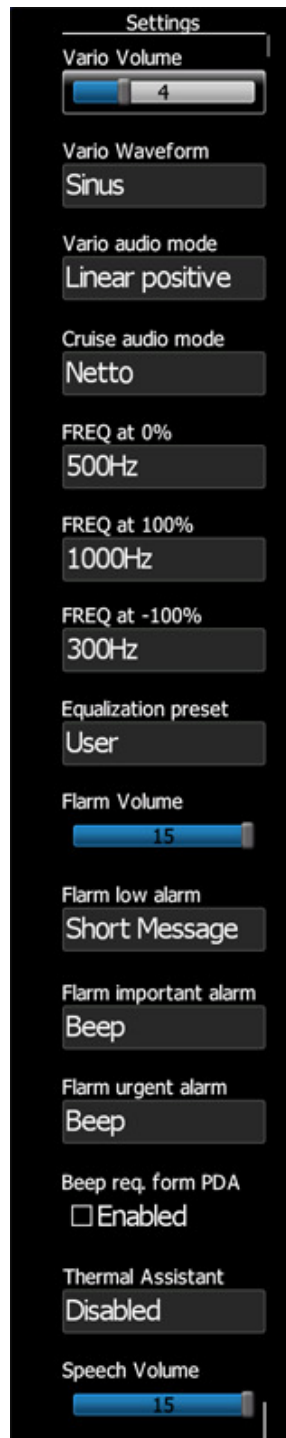 Settings
Vario Volume
4
Vario Waveform
Sinus
Vario audio mode
Linear positive
Cruise audio mode
Netto
FREQ at 0%
500Hz
FREQ at 100%
1000Hz
FREQ at -100%
300Hz
Equalization preset
User
Flarm Volume
15
Flarm low alarm
Short Message
Flarm important alarm
Beep
Flarm urgent alarm
Beep
Beep req. form PDA
Enabled
Thermal Assistant
Disabled
Speech Volume
15